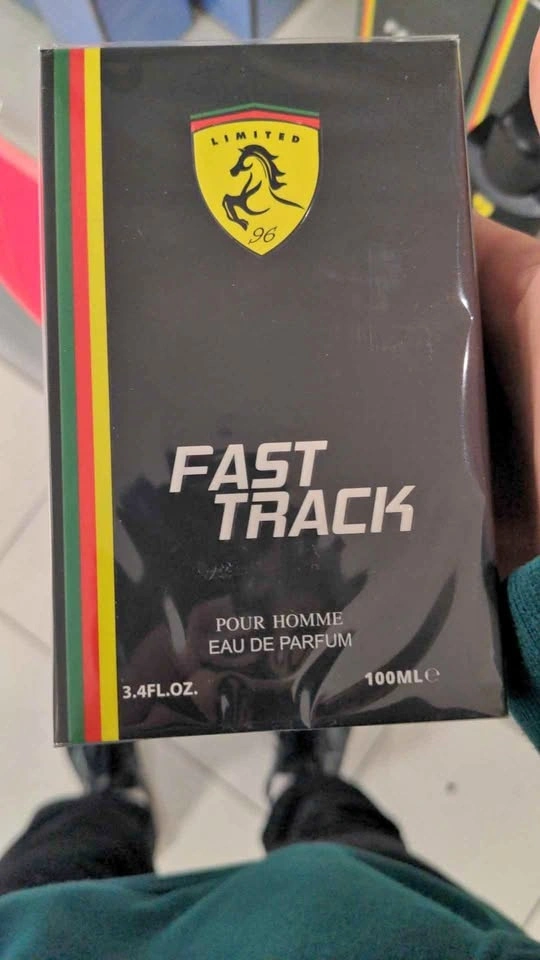 LIMITED
96
FAST
TRACK
POUR HOMME
EAU DE PARFUM
3.4FL.OZ.
100ML℮